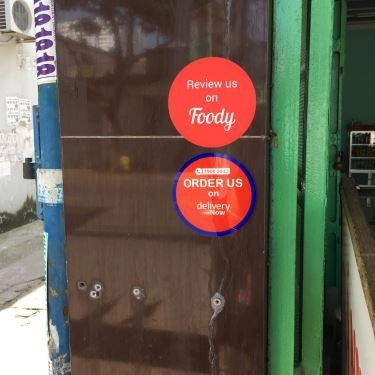 Review us
on
Foody
ORDER US
on
delivery
Now